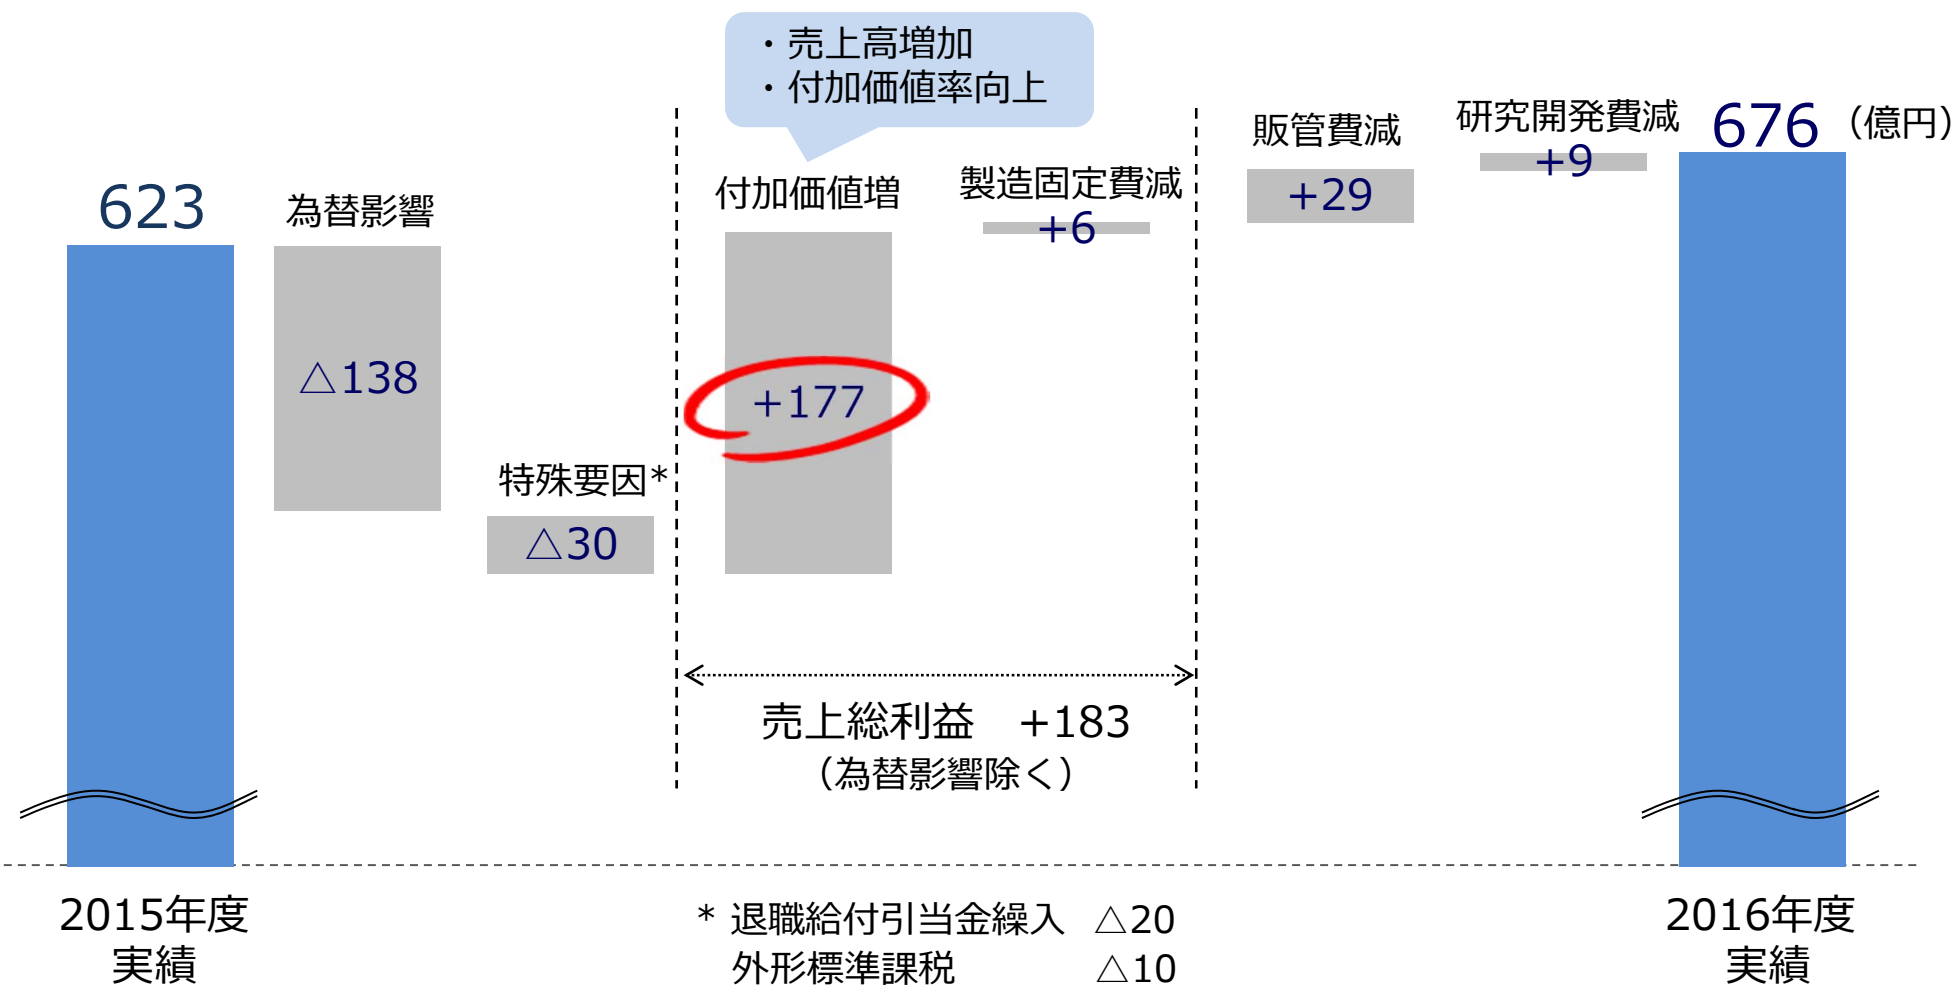 ・売上高増加
・付加価値率向上
623
為替影響
△138
特殊要因*
△30
付加価値増
+177
製造固定費減
+6
販管費減
+29
研究開発費減
+9
676
（億円）
売上総利益　+183
（為替影響除く）
2015年度
実績
* 退職給付引当金繰入 △20
外形標準課税 △10
2016年度
実績